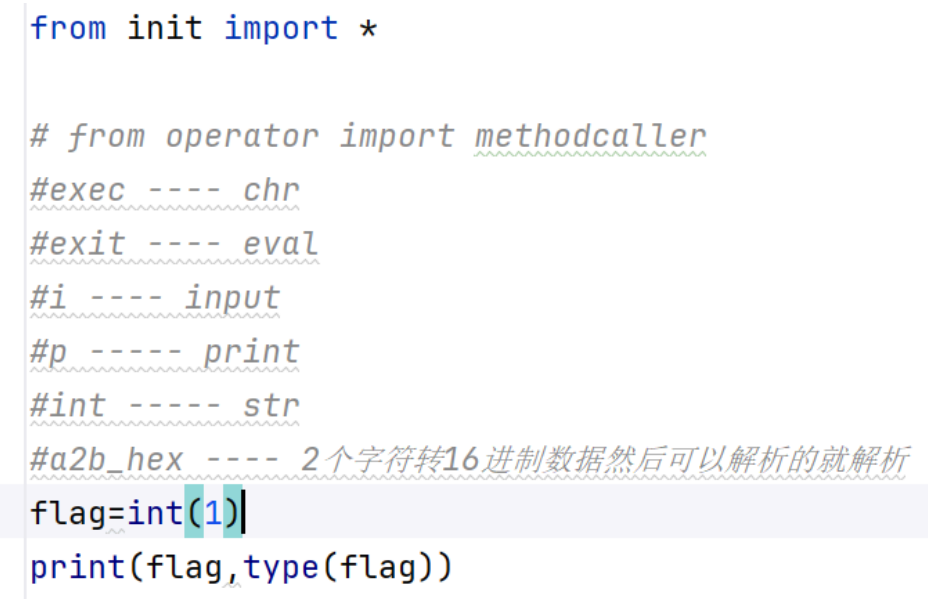 from init import *
# from operator import methodcaller
#exec ---- chr
#exit ---- eval
#i ---- input
#p ----- print
#int ----- str
#a2b_hex ---- 2个字符转16进制数据然后可以解析的就解析
flag=int(1)
print(flag,type(flag))